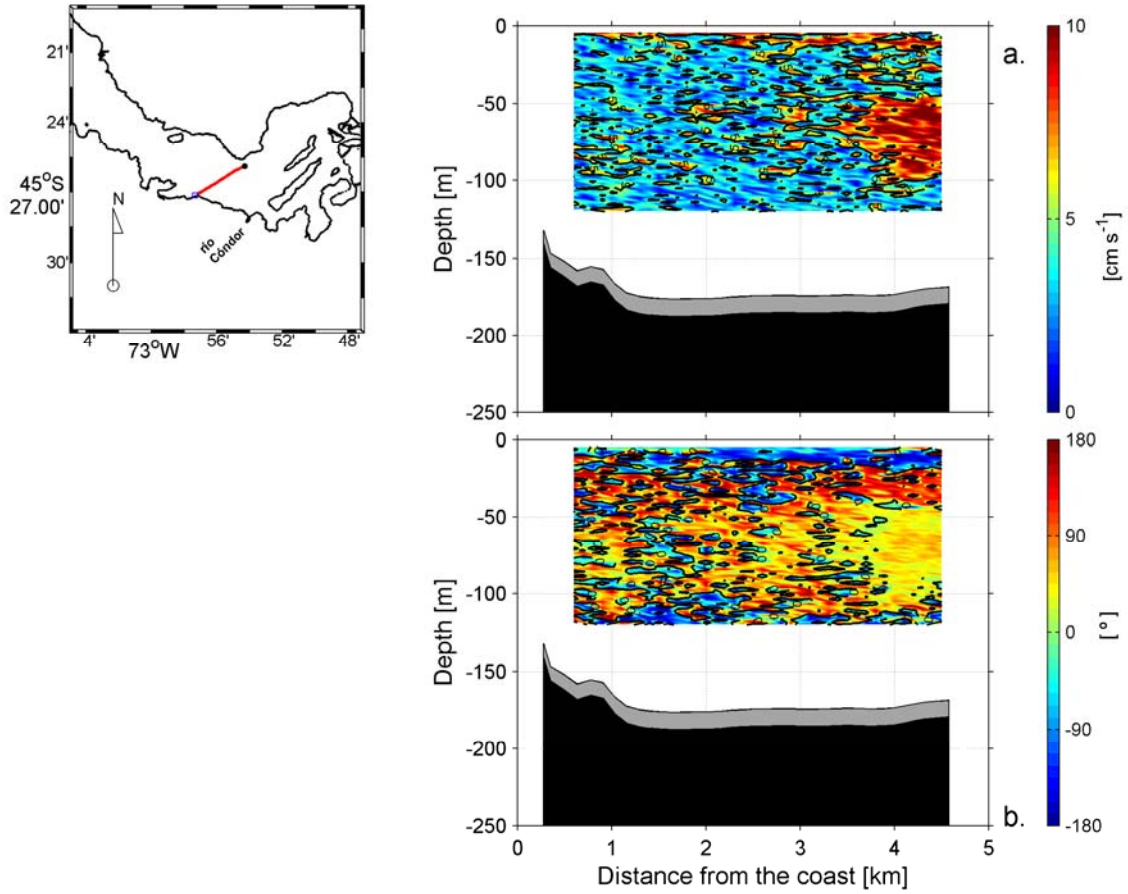 21'
24'
45°S
27.00'
30'
N
río
Cóndor
4'
73°W
56'
52'
48'
a.
0
-50
-100
-150
-200
-250
Depth [m]
10
5
0
[cm s⁻¹]
b.
0
-50
-100
-150
-200
-250
Depth [m]
0
1
2
3
4
5
Distance from the coast [km]
180
90
0
-90
-180
[ º ]